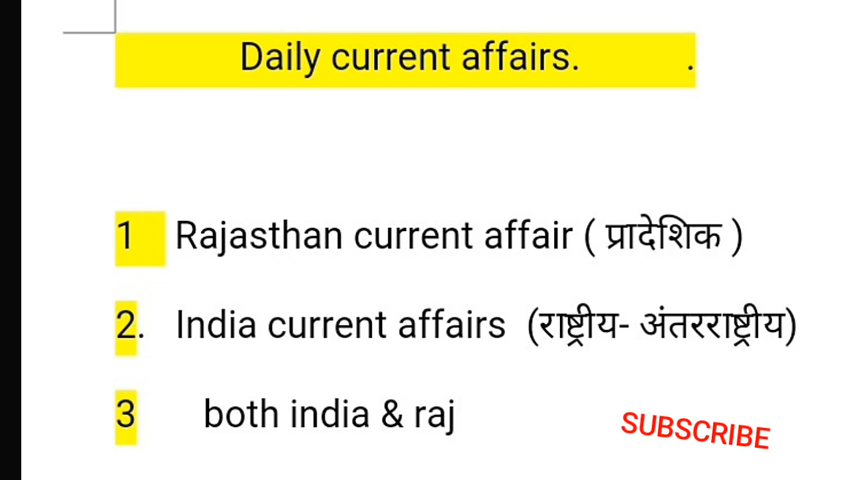 Daily current affairs. .
1 Rajasthan current affair ( प्रादेशिक )
2. India current affairs (राष्ट्रीय- अंतरराष्ट्रीय)
3 both india & raj
SUBSCRIBE